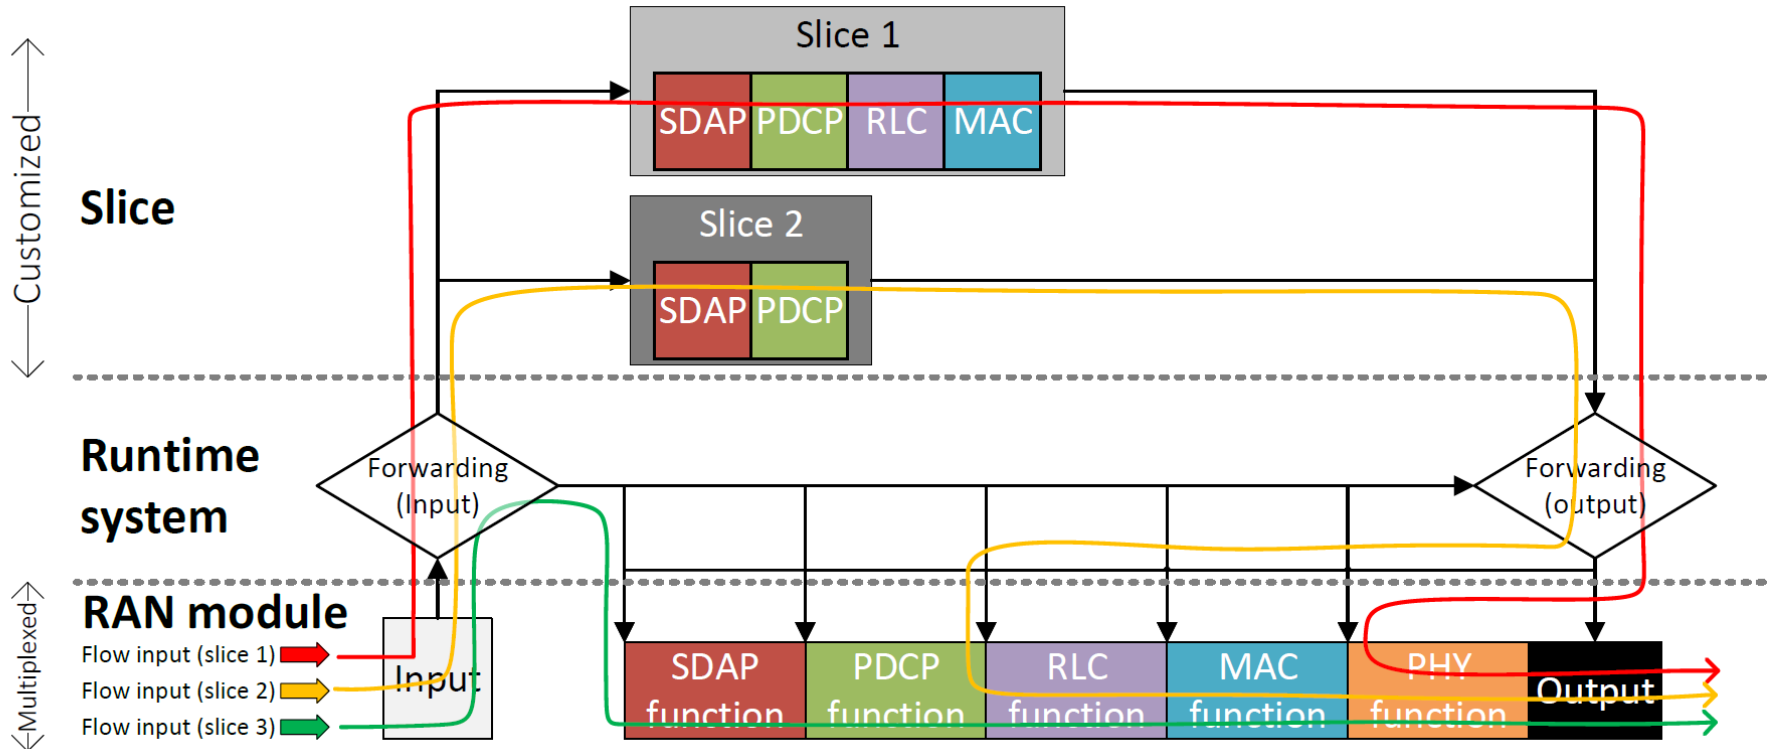 Customized
Slice
Slice 1
SDAP PDCP RLC MAC
Slice 2
SDAP PDCP
Runtime
system
Forwarding
(Input)
Forwarding
(output)
Multiplexed
RAN module
Flow input (slice 1)
Flow input (slice 2)
Flow input (slice 3)
Input
SDAP
function
PDCP
function
RLC
function
MAC
function
PHY
function
Output